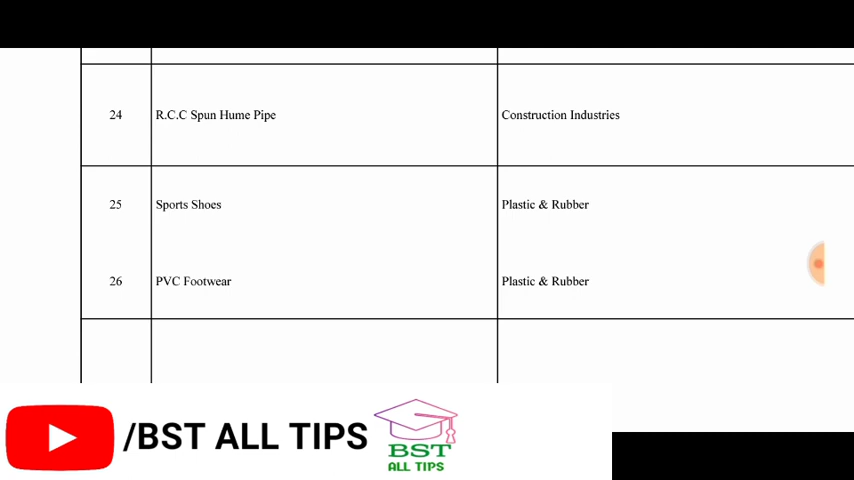 24 R.C.C Spun Hume Pipe Construction Industries
25 Sports Shoes Plastic & Rubber
26 PVC Footwear Plastic & Rubber
/BST ALL TIPS
BST
ALL TIPS